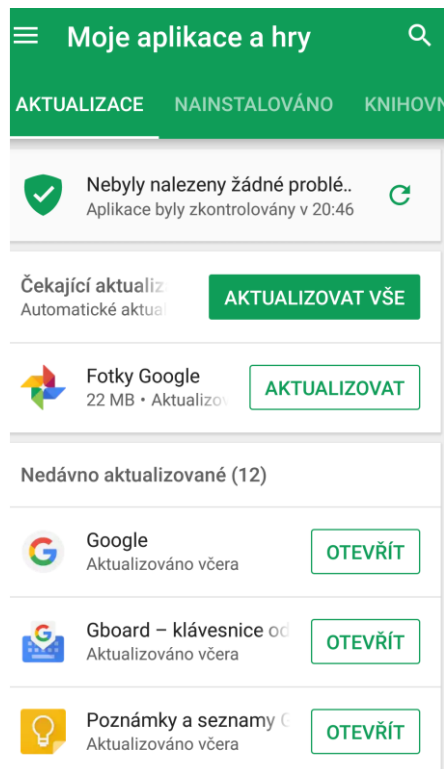 Moje aplikace a hry
AKTUALIZACE NAINSTALOVÁNO KNIHOVN
Nebyly nalezeny žádné problé..
Aplikace byly zkontrolovány v 20:46
Čekající aktualiz
Automatické aktual
AKTUALIZOVAT VŠE
Fotky Google
22 MB • Aktualizov
AKTUALIZOVAT
Nedávno aktualizované (12)
Google
Aktualizováno včera
OTEVŘÍT
Gboard – klávesnice od
Aktualizováno včera
OTEVŘÍT
Poznámky a seznamy G
Aktualizováno včera
OTEVŘÍT